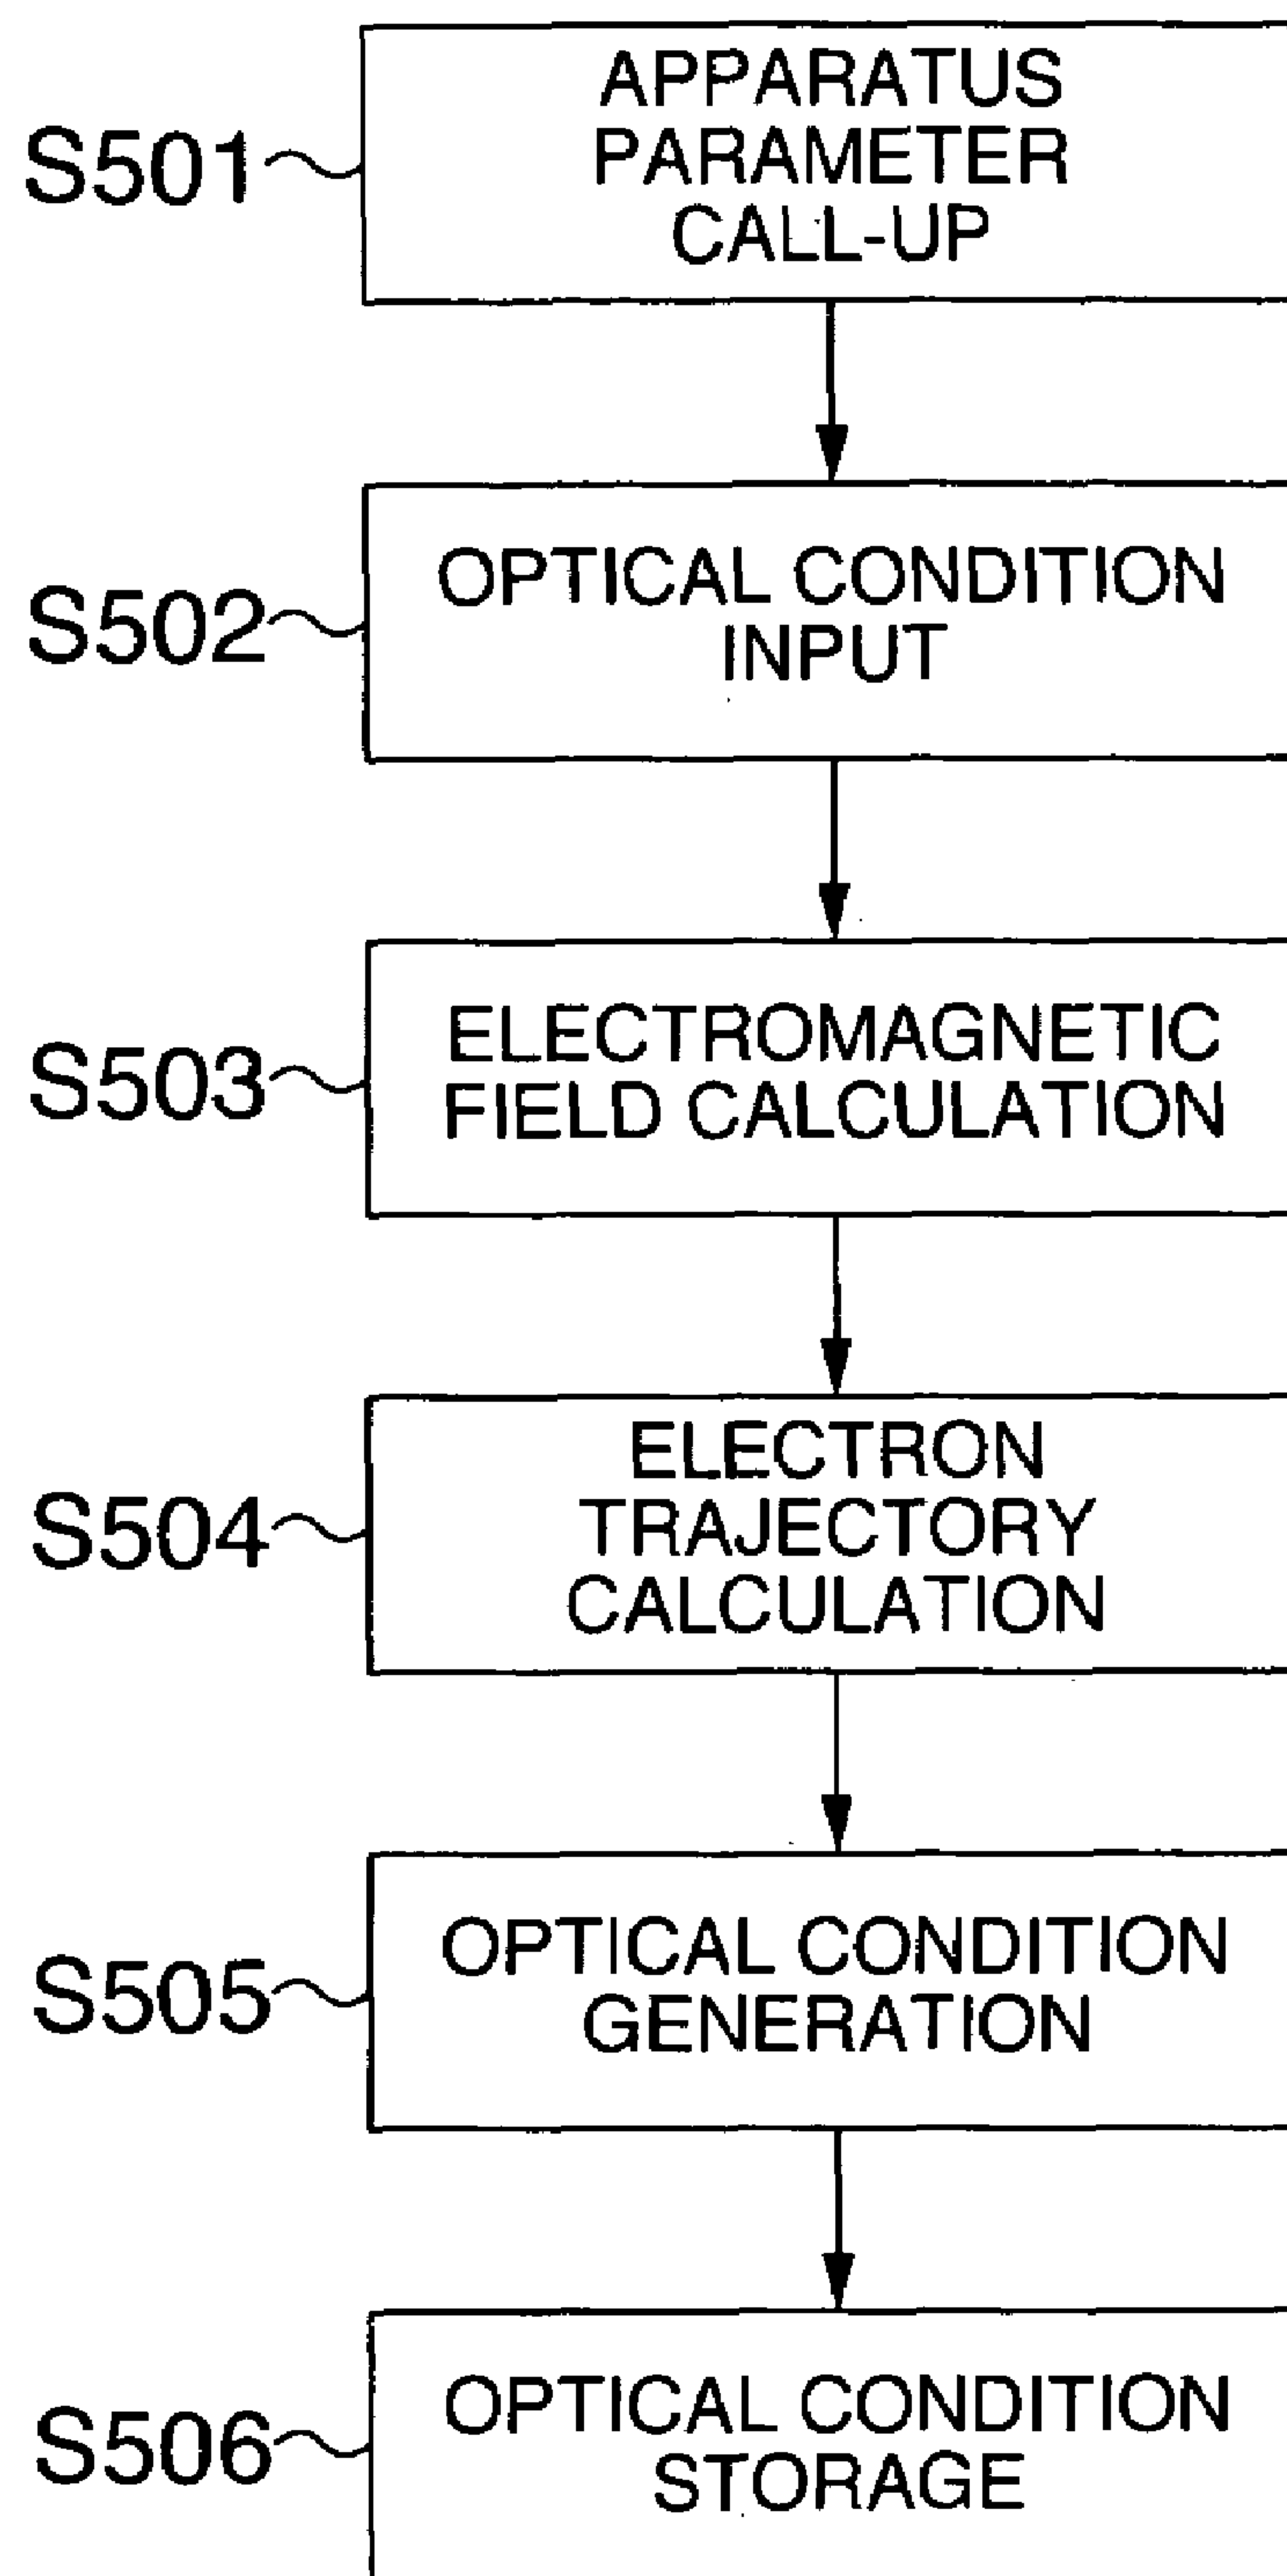 S501
APPARATUS
PARAMETER
CALL-UP
S502
OPTICAL CONDITION
INPUT
S503
ELECTROMAGNETIC
FIELD CALCULATION
S504
ELECTRON
TRAJECTORY
CALCULATION
S505
OPTICAL CONDITION
GENERATION
S506
OPTICAL CONDITION
STORAGE